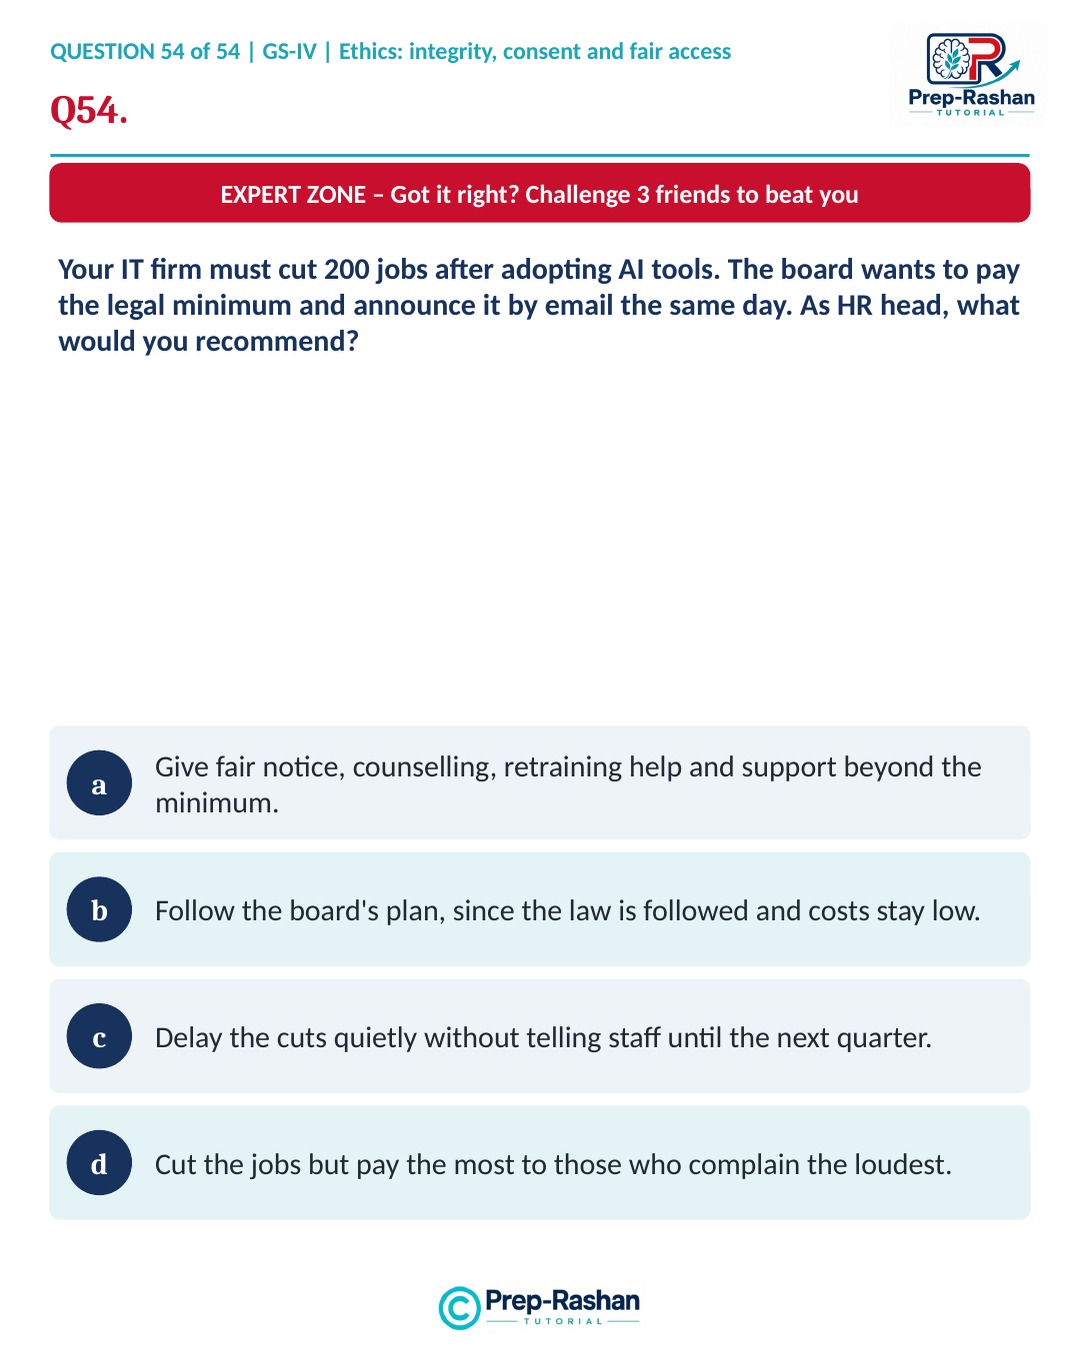 QUESTION 54 of 54 | GS-IV | Ethics: integrity, consent and fair access
Q54.
Prep-Rashan
TUTORIAL
EXPERT ZONE – Got it right? Challenge 3 friends to beat you
Your IT firm must cut 200 jobs after adopting AI tools. The board wants to pay
the legal minimum and announce it by email the same day. As HR head, what
would you recommend?
a
Give fair notice, counselling, retraining help and support beyond the
minimum.
b
Follow the board's plan, since the law is followed and costs stay low.
c
Delay the cuts quietly without telling staff until the next quarter.
d
Cut the jobs but pay the most to those who complain the loudest.
© Prep-Rashan
TUTORIAL